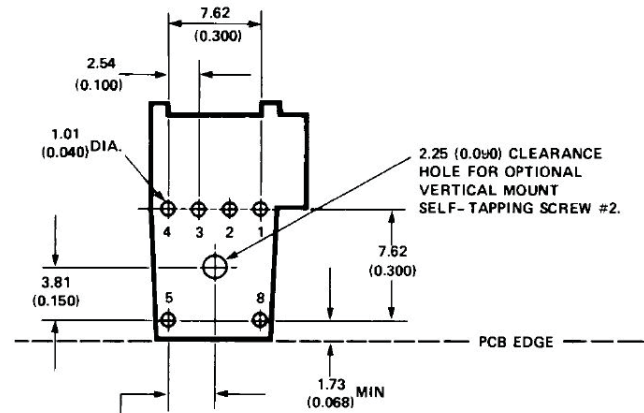 7.62
(0.300)
2.54
(0.100)
1.01
(0.040) DIA.
2.25 (0.090) CLEARANCE
HOLE FOR OPTIONAL
VERTICAL MOUNT
SELF-TAPPING SCREW #2.
4 3 2 1
7.62
(0.300)
3.81
(0.150)
5 8
PCB EDGE
1.73
(0.068) MIN